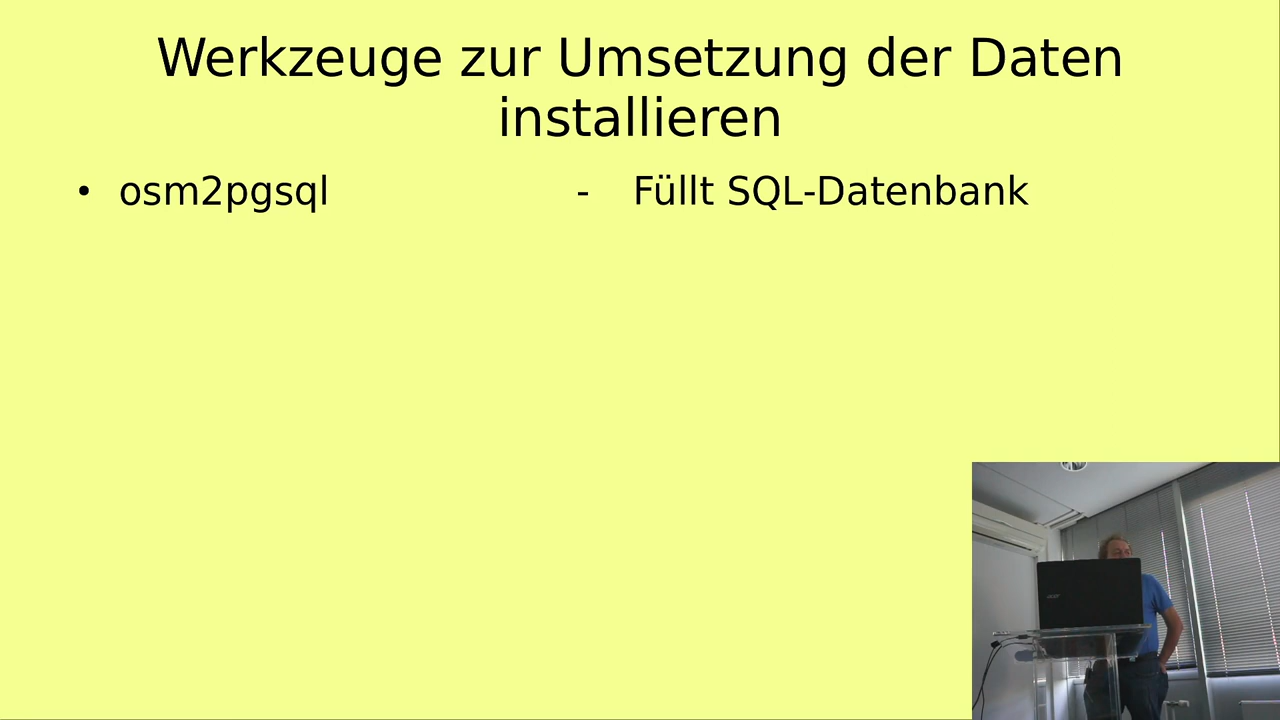 Werkzeuge zur Umsetzung der Daten
installieren
• osm2pgsql - Füllt SQL-Datenbank